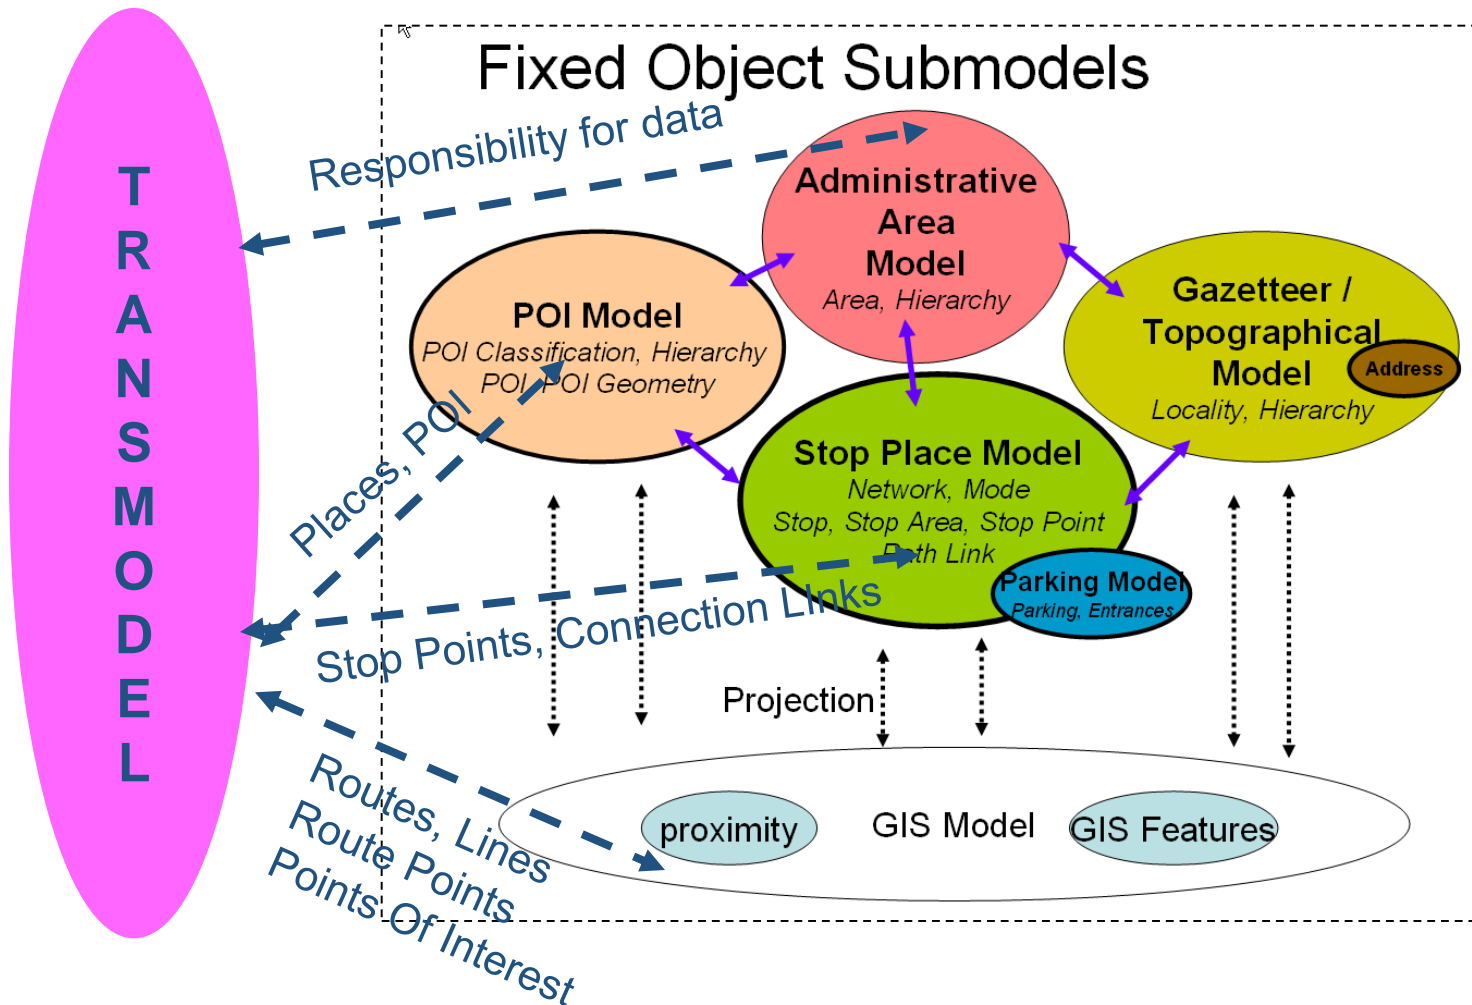 Fixed Object Submodels
TRANSMODEL
Responsibility for data
Administrative
Area
Model
Area, Hierarchy
POI Model
POI Classification, Hierarchy
POI, POI Geometry
Gazetteer /
Topographical
Model
Locality, Hierarchy
Address
Places, POI
Stop Place Model
Network, Mode
Stop, Stop Area, Stop Point
Path Link
Parking Model
Parking, Entrances
Stop Points, Connection LInks
Projection
Routes, Lines
Route Points
Points Of Interest
proximity
GIS Model
GIS Features